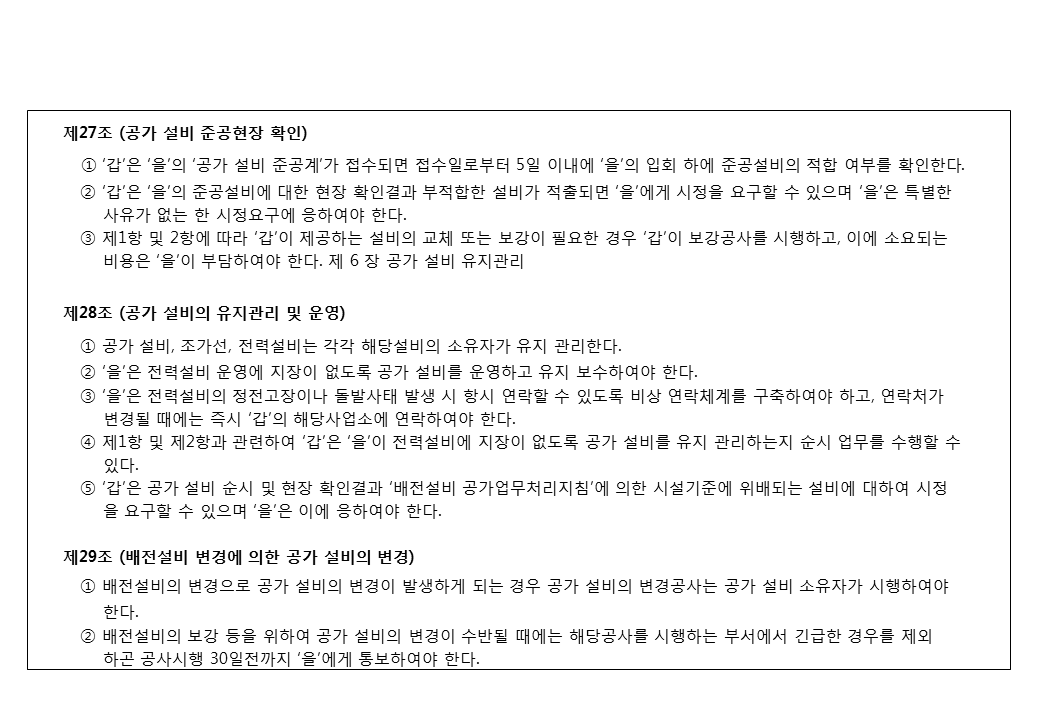 제27조 (공가 설비 준공현장 확인)
① ‘갑’은 ‘을’의 ‘공가 설비 준공계’가 접수되면 접수일로부터 5일 이내에 ‘을’의 입회 하에 준공설비의 적합 여부를 확인한다.
② ‘갑’은 ‘을’의 준공설비에 대한 현장 확인결과 부적합한 설비가 적출되면 ‘을’에게 시정을 요구할 수 있으며 ‘을’은 특별한
사유가 없는 한 시정요구에 응하여야 한다.
③ 제1항 및 2항에 따라 ‘갑’이 제공하는 설비의 교체 또는 보강이 필요한 경우 ‘갑’이 보강공사를 시행하고, 이에 소요되는
비용은 ‘을’이 부담하여야 한다. 제 6 장 공가 설비 유지관리
제28조 (공가 설비의 유지관리 및 운영)
① 공가 설비, 조가선, 전력설비는 각각 해당설비의 소유자가 유지 관리한다.
② ‘을’은 전력설비 운영에 지장이 없도록 공가 설비를 운영하고 유지 보수하여야 한다.
③ ‘을’은 전력설비의 정전고장이나 돌발사태 발생 시 항시 연락할 수 있도록 비상 연락체계를 구축하여야 하고, 연락처가
변경될 때에는 즉시 ‘갑’의 해당사업소에 연락하여야 한다.
④ 제1항 및 제2항과 관련하여 ‘갑’은 ‘을’이 전력설비에 지장이 없도록 공가 설비를 유지 관리하는지 순시 업무를 수행할 수
있다.
⑤ ‘갑’은 공가 설비 순시 및 현장 확인결과 ‘배전설비 공가업무처리지침’에 의한 시설기준에 위배되는 설비에 대하여 시정
을 요구할 수 있으며 ‘을’은 이에 응하여야 한다.
제29조 (배전설비 변경에 의한 공가 설비의 변경)
① 배전설비의 변경으로 공가 설비의 변경이 발생하게 되는 경우 공가 설비의 변경공사는 공가 설비 소유자가 시행하여야
한다.
② 배전설비의 보강 등을 위하여 공가 설비의 변경이 수반될 때에는 해당공사를 시행하는 부서에서 긴급한 경우를 제외
하곤 공사시행 30일전까지 ‘을’에게 통보하여야 한다.